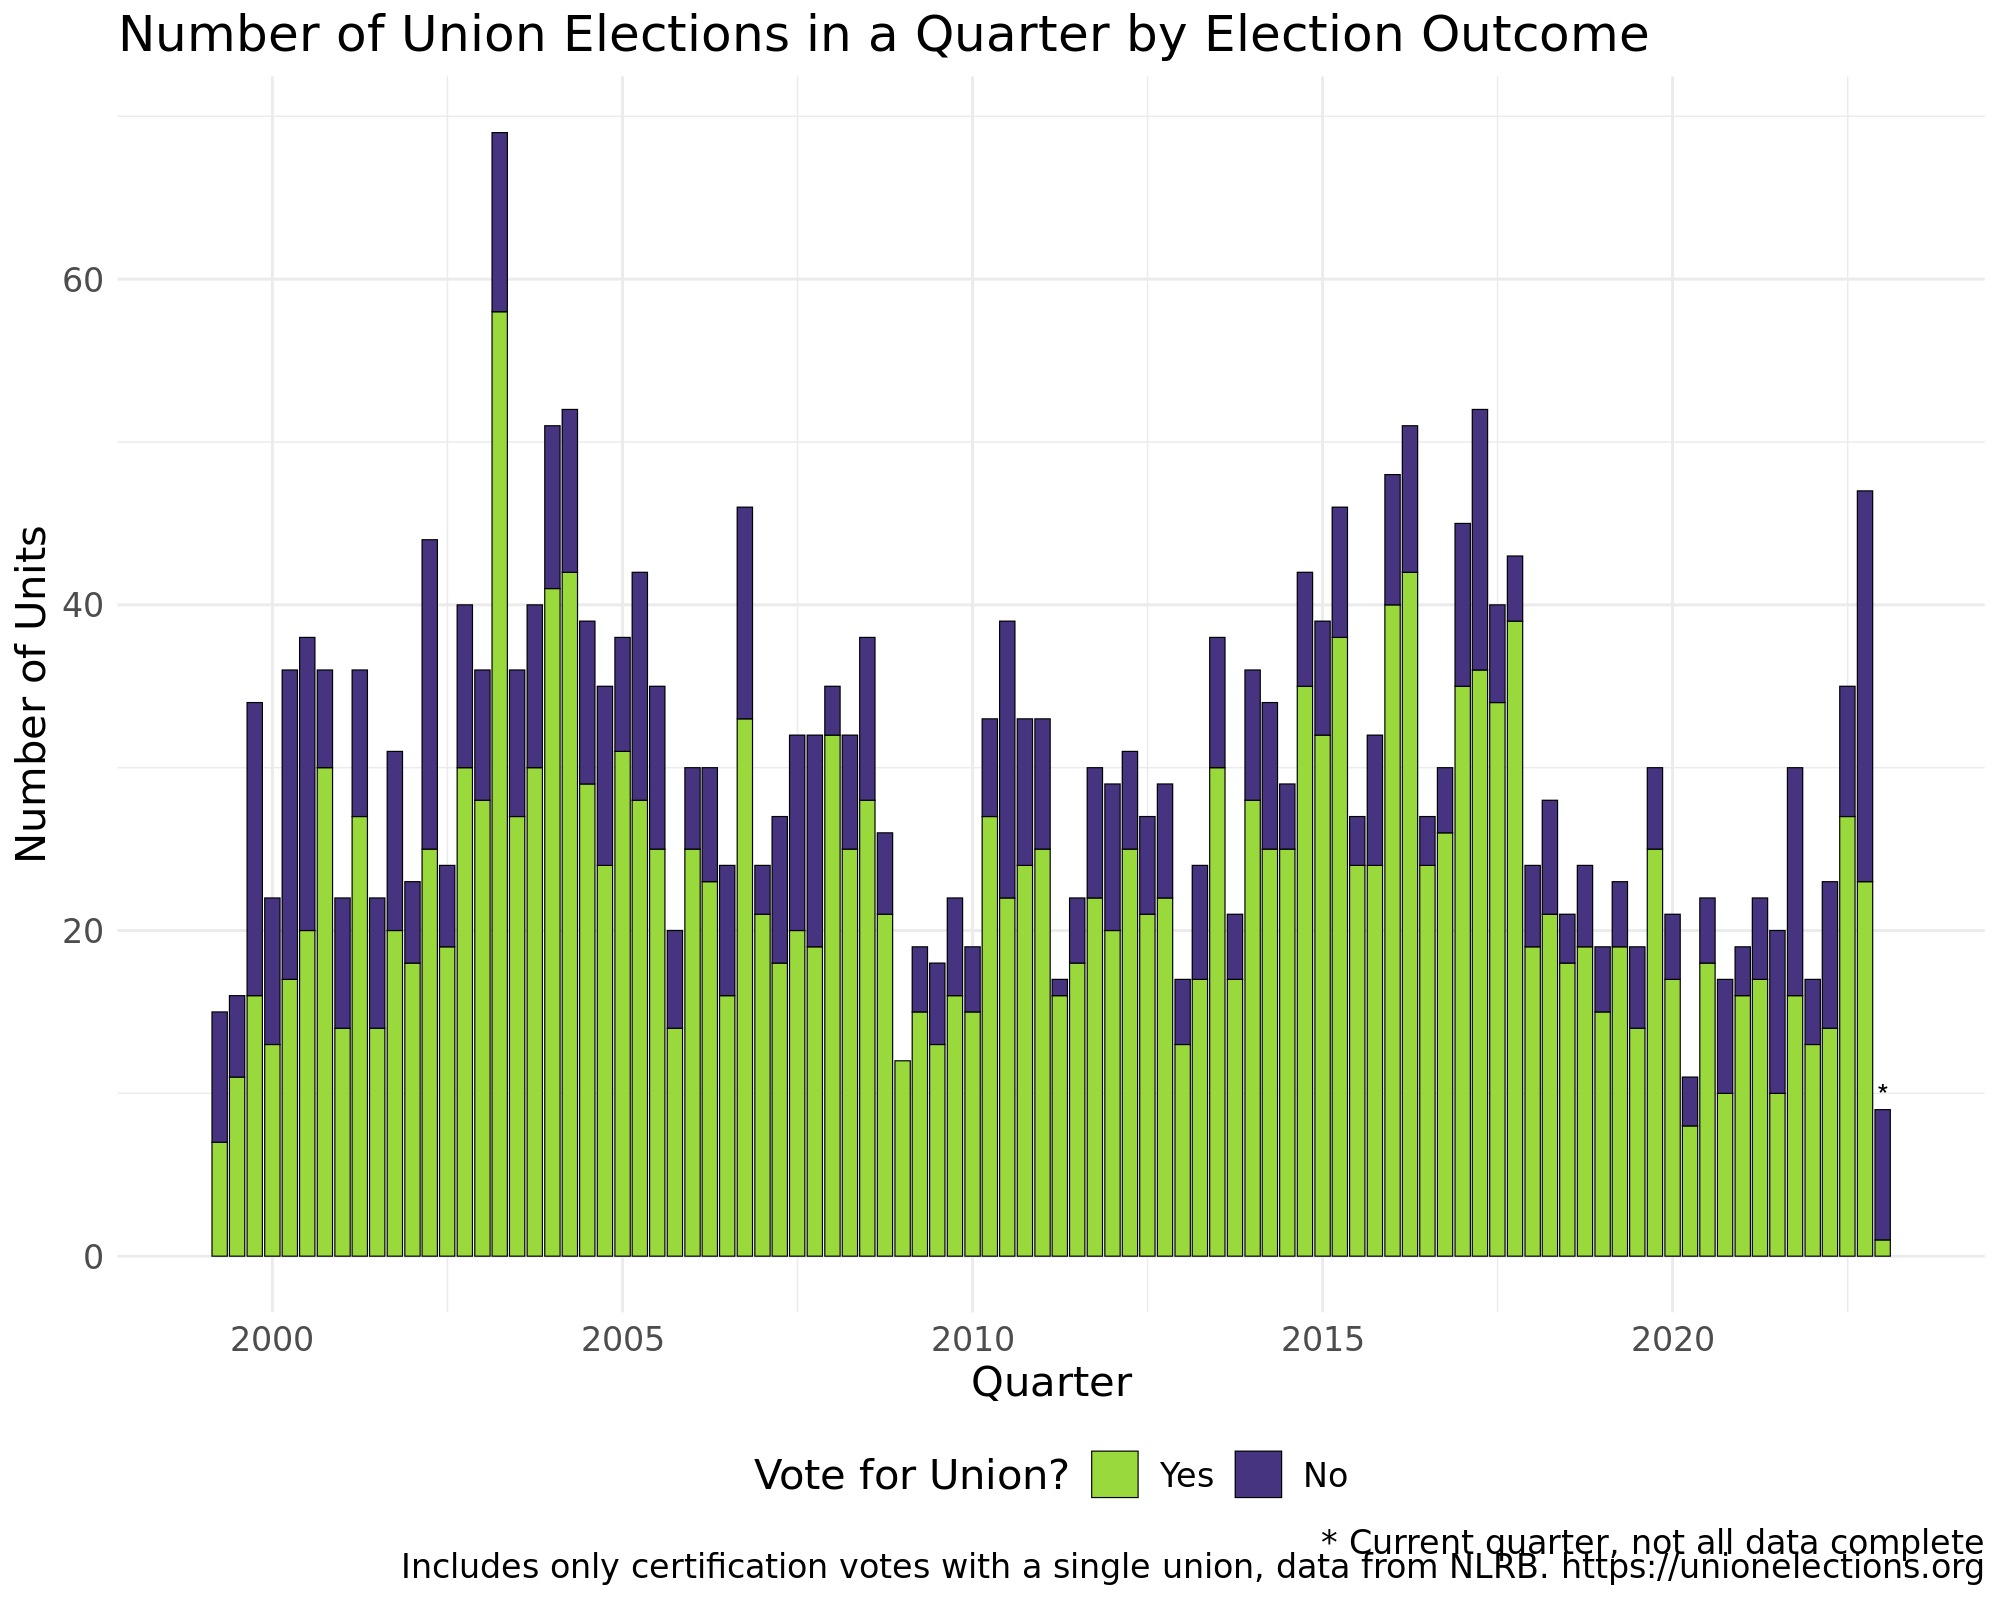 Number of Union Elections in a Quarter by Election Outcome
Number of Units
60
40
20
0
*
2000 2005 2010 2015 2020
Quarter
Vote for Union? Yes No
* Current quarter, not all data complete
Includes only certification votes with a single union, data from NLRB. https://unionelections.org